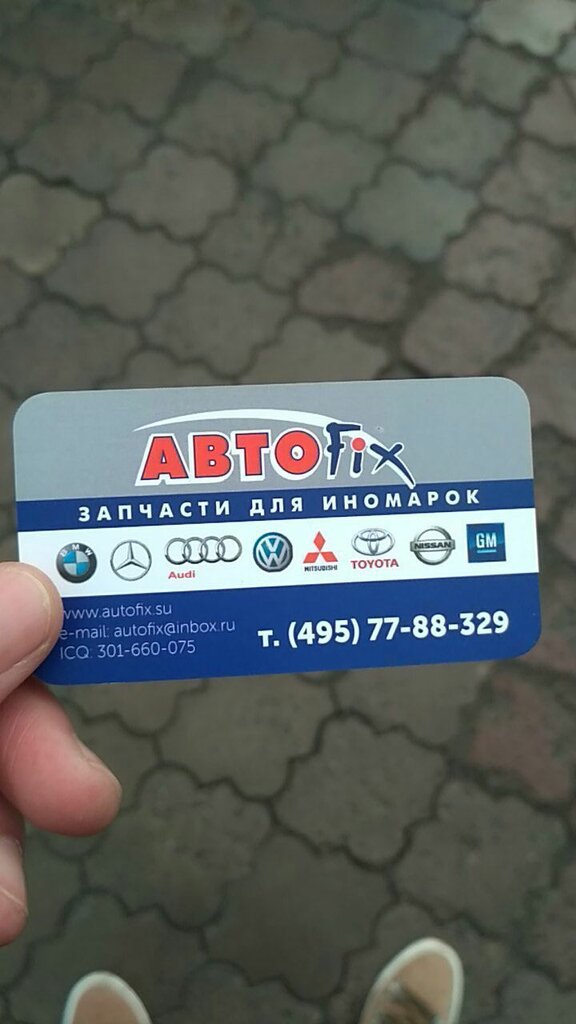 АВТОFix
ЗАПЧАСТИ ДЛЯ ИНОМАРОК
BMW
Audi
MITSUBISHI
TOYOTA
NISSAN
GM
www.autofix.su
e-mail: autofix@inbox.ru
ICQ: 301-660-075
т. (495) 77-88-329